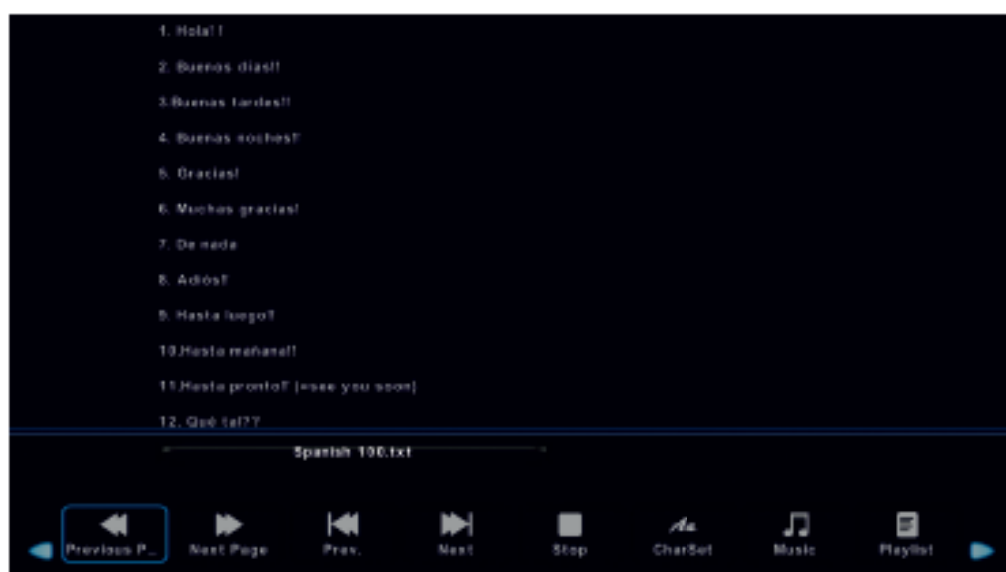 1. Hola!!
2. Buenos días!!
3.Buenas tardes!!
4. Buenas noches!!
5. Gracias!
6. Muchas gracias!
7. De nada
8. Adiós!!
9. Hasta luego!!
10.Hasta mañana!!
11.Hasta pronto!! (=see you soon)
12. Qué tal??
Spanish 100.txt
Previous P... Next Page Prev. Next Stop CharSet Music Playlist